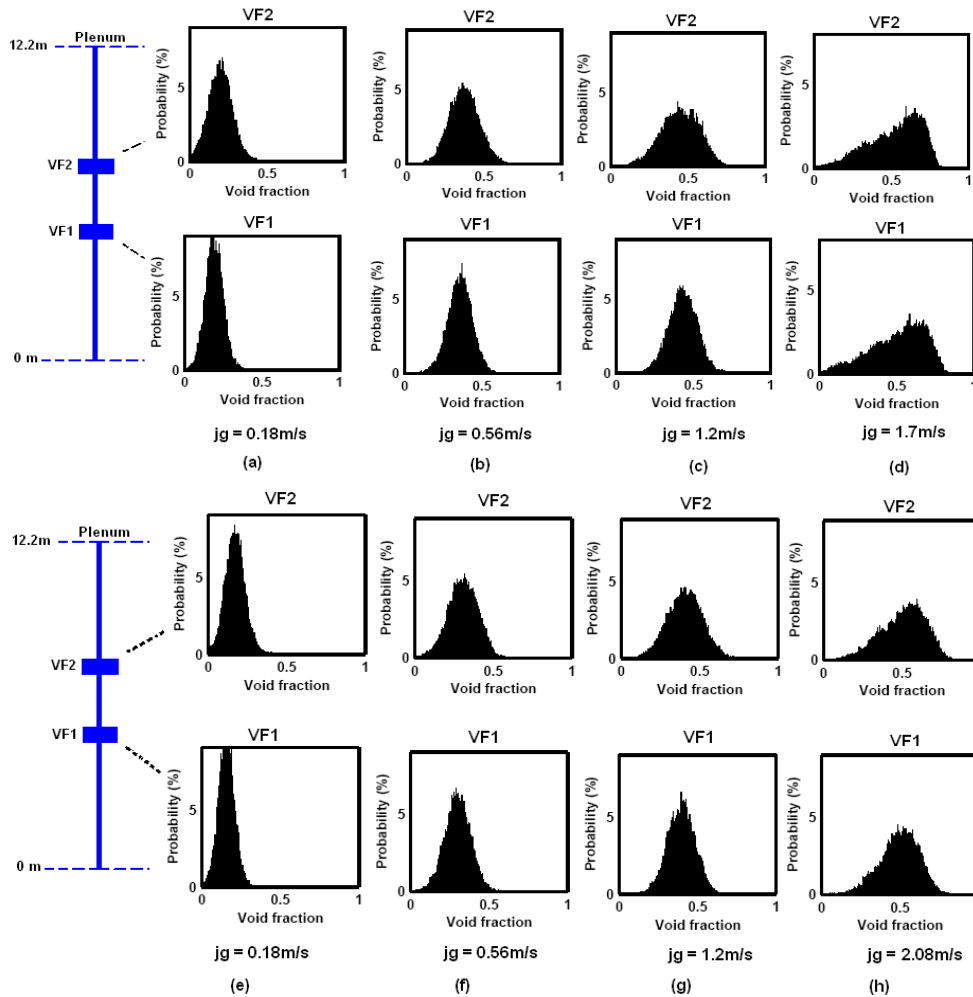 VF2
VF2
VF2
VF2
12.2m
Plenum
VF2
VF1
0 m
Probability (%)
5
0
0
0.5
1
Void fraction
Probability (%)
5
0
0
0.5
1
Void fraction
Probability (%)
5
0
0
0.5
1
Void fraction
Probability (%)
5
0
0
0.5
1
Void fraction
VF1
VF1
VF1
VF1
Probability (%)
5
0
0
0.5
1
Void fraction
Probability (%)
5
0
0
0.5
1
Void fraction
Probability (%)
5
0
0
0.5
1
Void fraction
Probability (%)
5
0
0
0.5
1
Void fraction
jg = 0.18m/s
jg = 0.56m/s
jg = 1.2m/s
jg = 1.7m/s
(a)
(b)
(c)
(d)
VF2
VF2
VF2
VF2
12.2m
Plenum
VF2
VF1
0 m
Probability (%)
5
0
0
0.5
1
Void fraction
Probability (%)
5
0
0
0.5
1
Void fraction
Probability (%)
5
0
0
0.5
1
Void fraction
Probability (%)
5
0
0
0.5
1
Void fraction
VF1
VF1
VF1
VF1
Probability (%)
5
0
0
0.5
1
Void fraction
Probability (%)
5
0
0
0.5
1
Void fraction
Probability (%)
5
0
0
0.5
1
Void fraction
Probability (%)
5
0
0
0.5
1
Void fraction
jg = 0.18m/s
jg = 0.56m/s
jg = 1.2m/s
jg = 2.08m/s
(e)
(f)
(g)
(h)